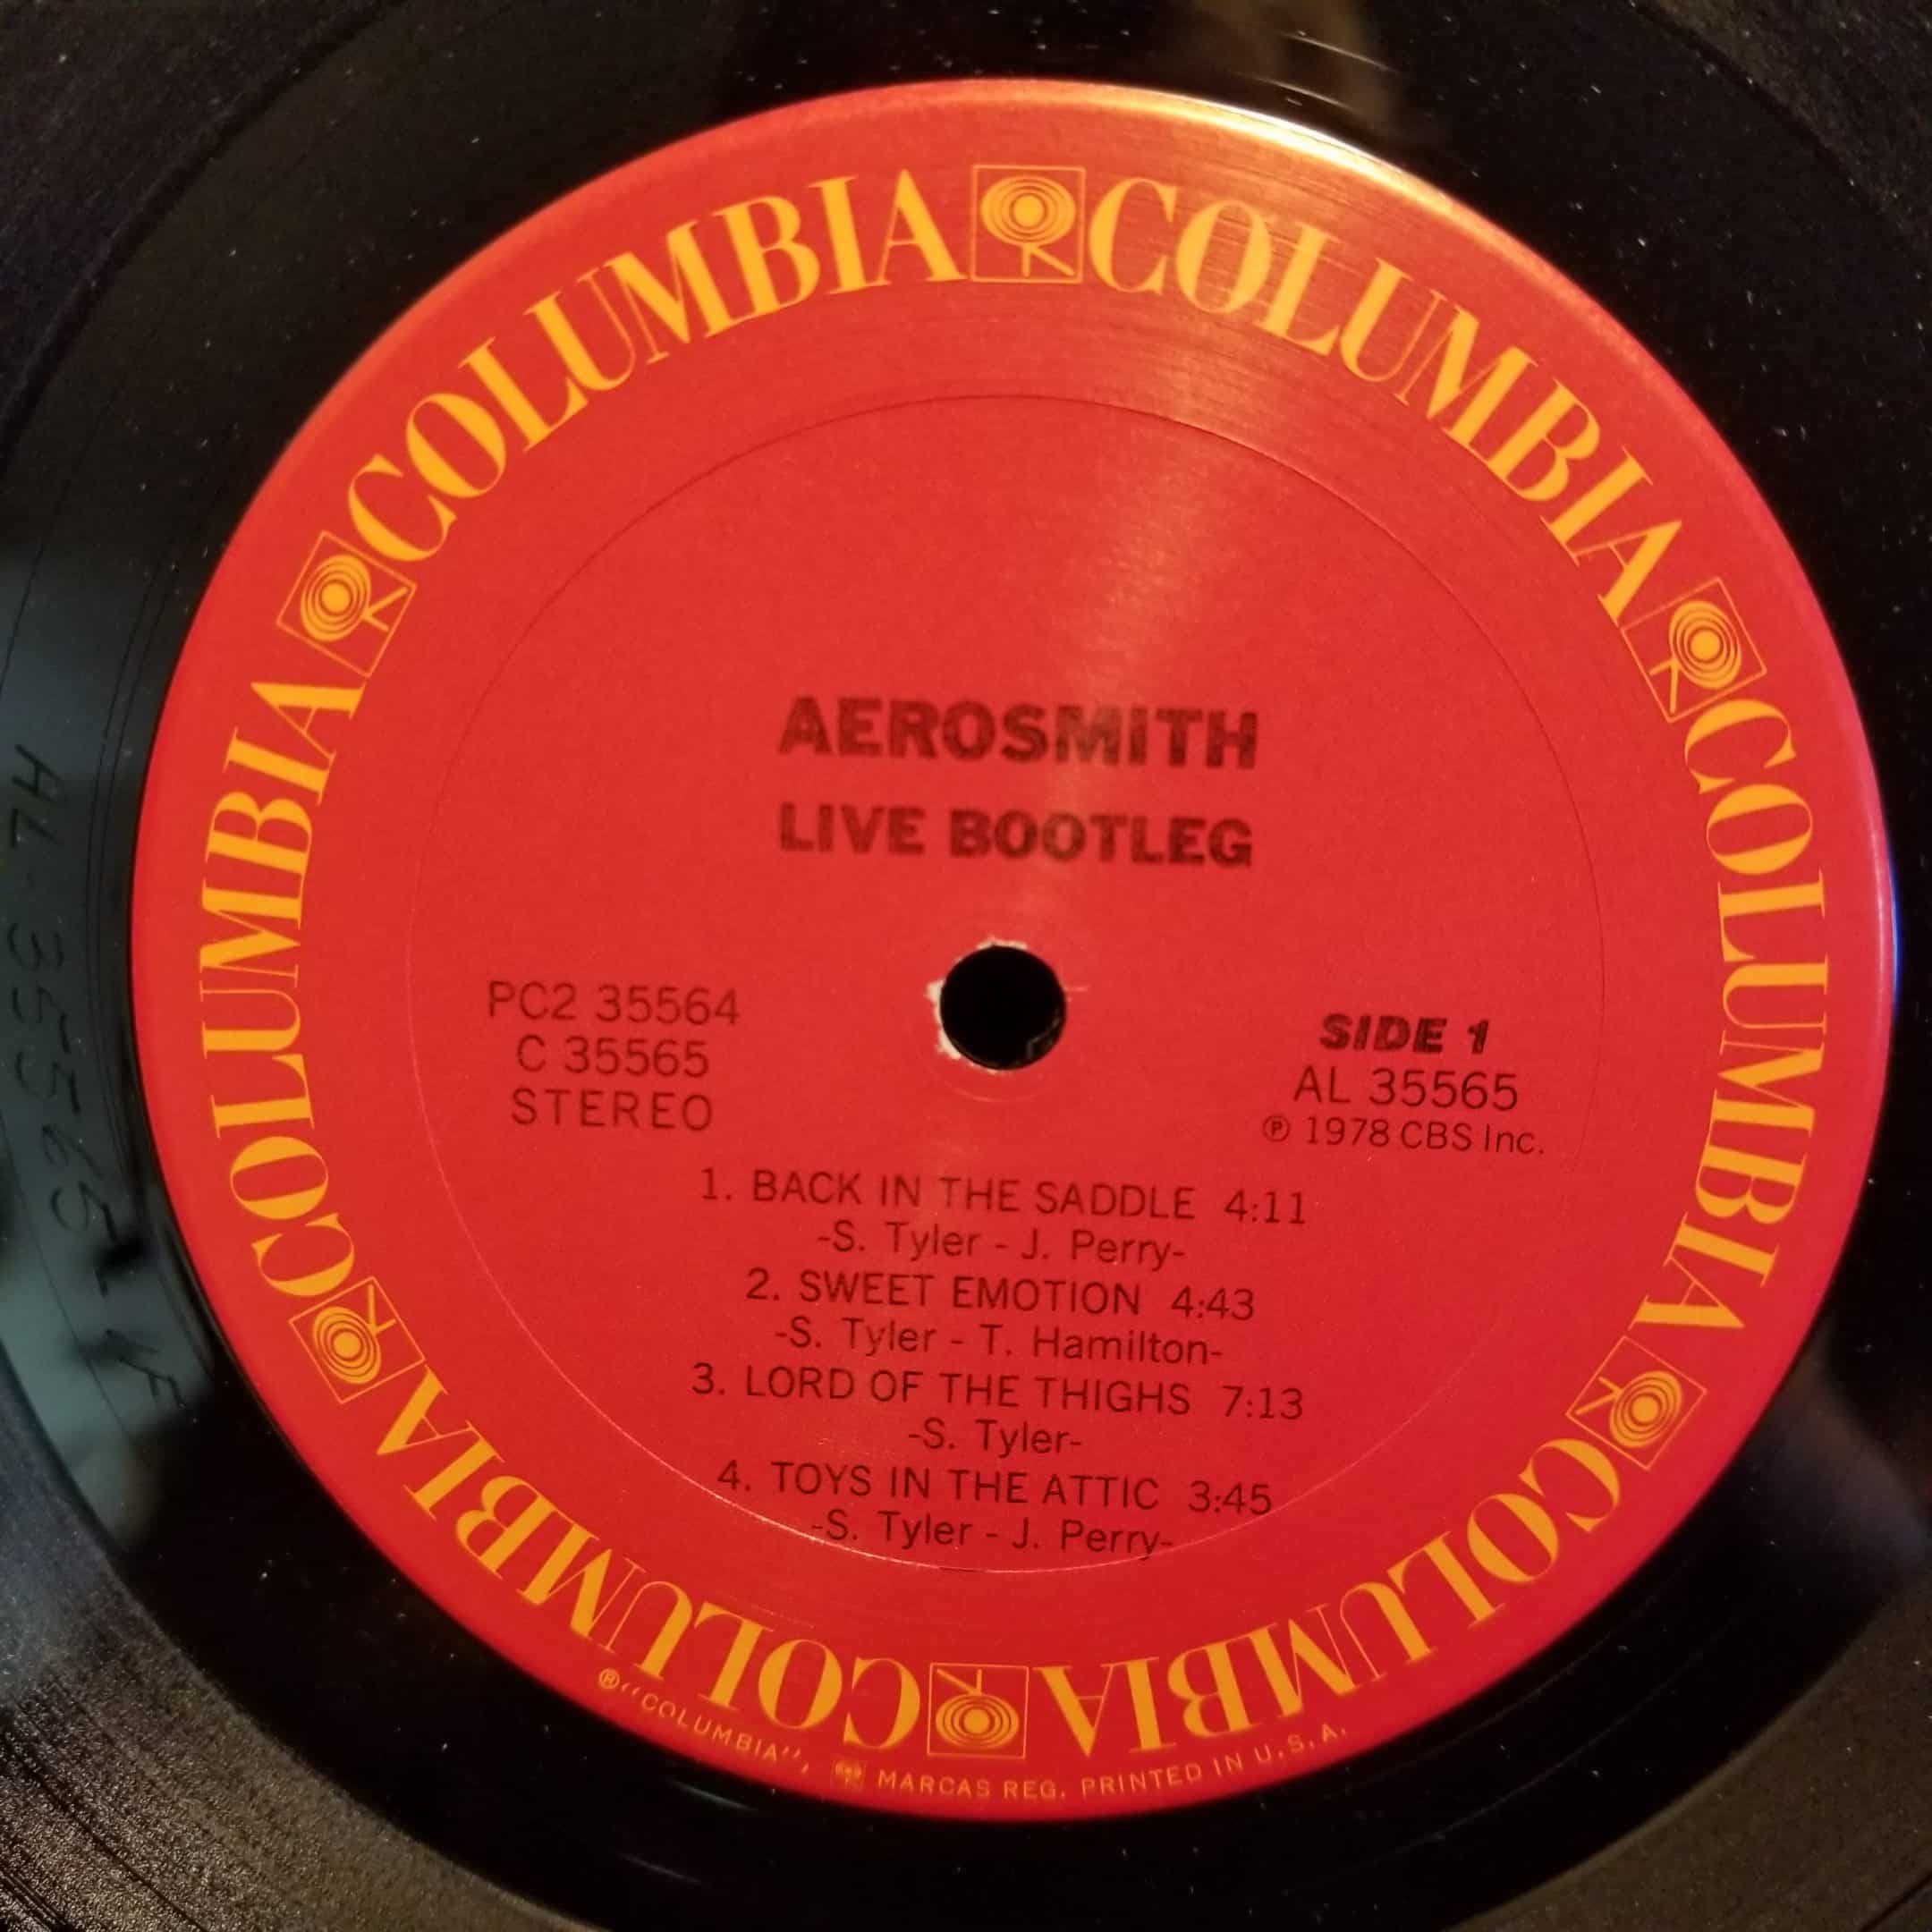 COLUMBIA COLUMBIA COLUMBIA COLUMBIA COLUMBIA COLUMBIA
AEROSMITH
LIVE BOOTLEG
PC2 35564
C 35565
STEREO
SIDE 1
AL 35565
℗ 1978 CBS Inc.
1. BACK IN THE SADDLE 4:11
-S. Tyler - J. Perry-
2. SWEET EMOTION 4:43
-S. Tyler - T. Hamilton-
3. LORD OF THE THIGHS 7:13
-S. Tyler-
4. TOYS IN THE ATTIC 3:45
-S. Tyler - J. Perry-
® "COLUMBIA", MARCAS REG. PRINTED IN U.S.A.
AL-35565